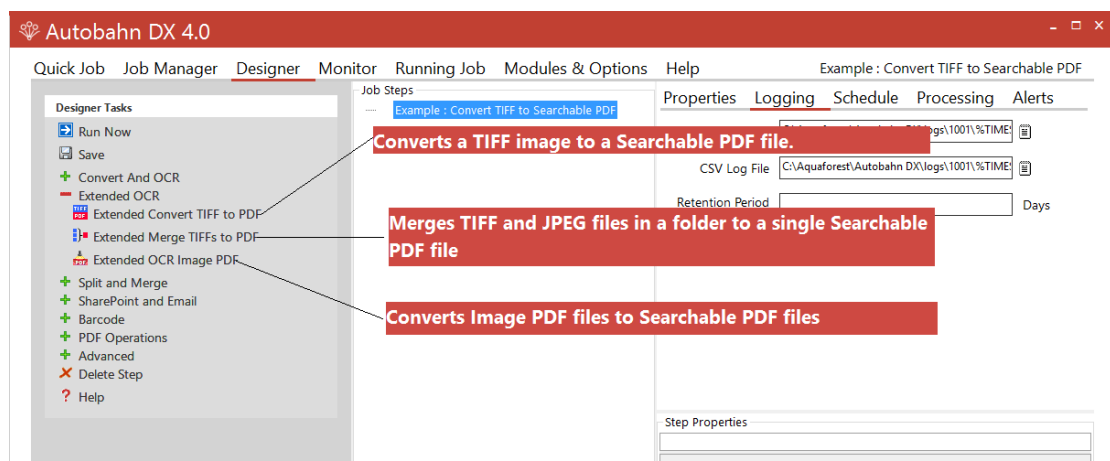 Autobahn DX 4.0
Quick Job Job Manager Designer Monitor Running Job Modules & Options Help Example : Convert TIFF to Searchable PDF
Designer Tasks
Run Now
Save
Convert And OCR
Extended OCR
TIFF PDF Extended Convert TIFF to PDF
Extended Merge TIFFs to PDF
PDF Extended OCR Image PDF
Split and Merge
SharePoint and Email
Barcode
PDF Operations
Advanced
Delete Step
? Help
Job Steps
Example : Convert TIFF to Searchable PDF
Converts a TIFF image to a Searchable PDF file.
Merges TIFF and JPEG files in a folder to a single Searchable
PDF file
Converts Image PDF files to Searchable PDF files
Properties Logging Schedule Processing Alerts
CSV Log File C:\Aquaforest\Autobahn DX\logs\1001\%TIME
Retention Period Days
Step Properties